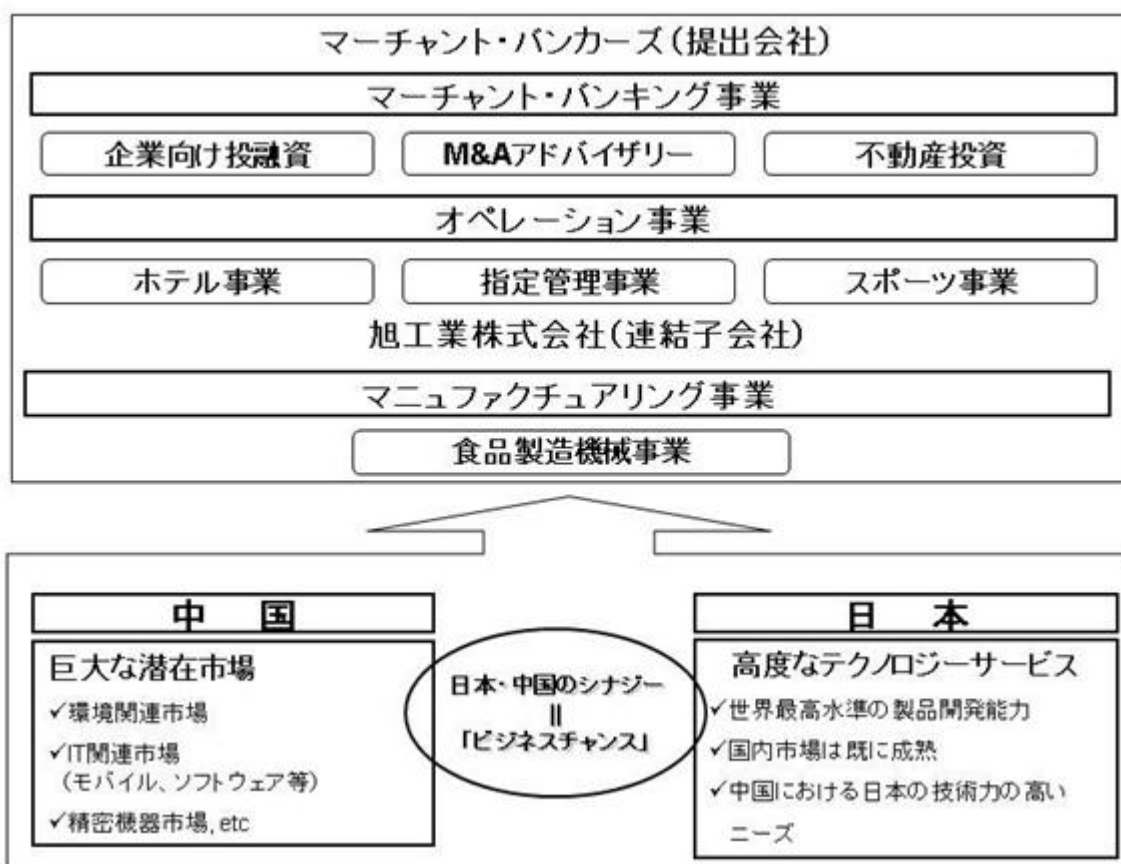 マーチャント・バンカーズ(提出会社)
マーチャント・バンキング事業
企業向け投融資
M&Aアドバイザリー
不動産投資
オペレーション事業
ホテル事業
指定管理事業
スポーツ事業
旭工業株式会社(連結子会社)
マニュファクチュアリング事業
食品製造機械事業
中 国
巨大な潜在市場
✓環境関連市場
✓IT関連市場
(モバイル、ソフトウェア等)
✓精密機器市場, etc
日本・中国のシナジー
||
「ビジネスチャンス」
日 本
高度なテクノロジーサービス
✓世界最高水準の製品開発能力
✓国内市場は既に成熟
✓中国における日本の技術力の高い
ニーズ